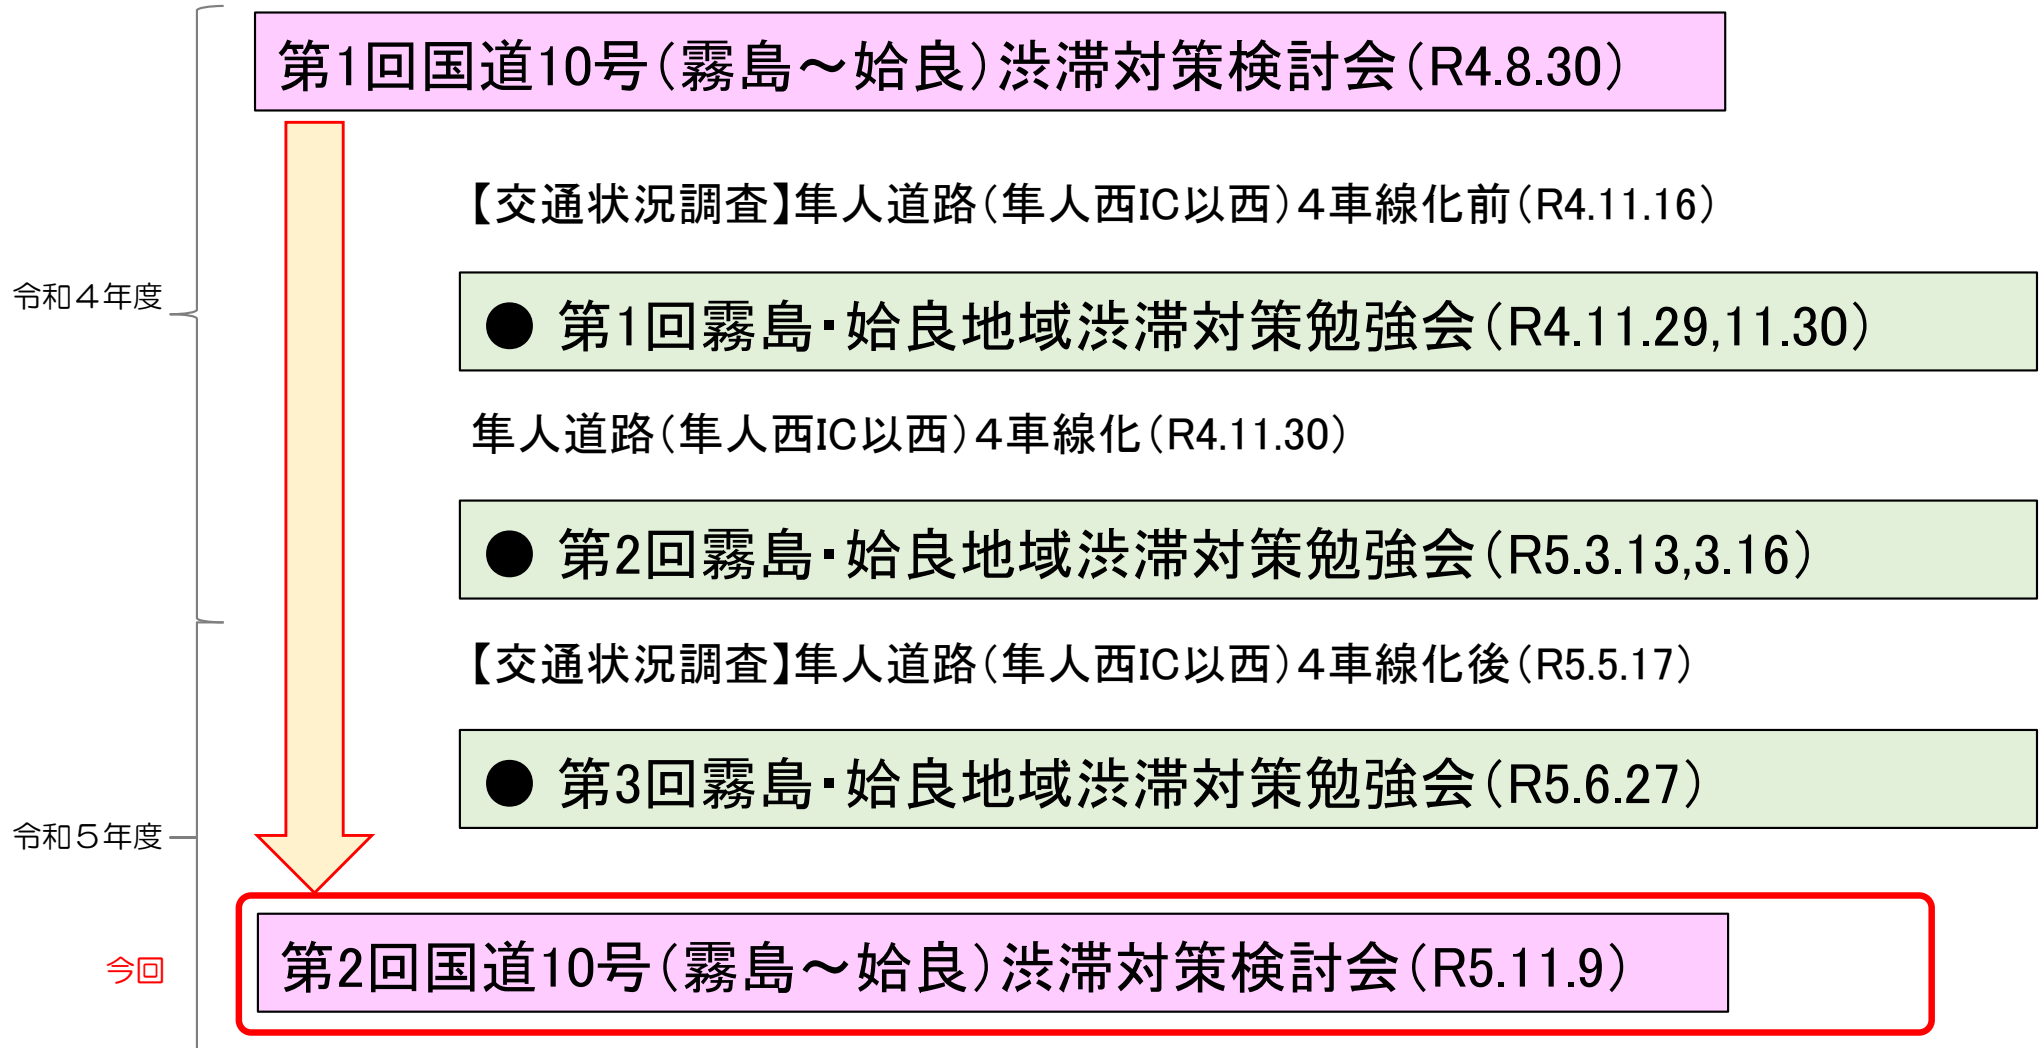 第1回国道10号(霧島～姶良)渋滞対策検討会(R4.8.30)
【交通状況調査】隼人道路(隼人西IC以西)4車線化前(R4.11.16)
令和４年度
● 第1回霧島・姶良地域渋滞対策勉強会(R4.11.29,11.30)
隼人道路(隼人西IC以西)4車線化(R4.11.30)
● 第2回霧島・姶良地域渋滞対策勉強会(R5.3.13,3.16)
【交通状況調査】隼人道路(隼人西IC以西)4車線化後(R5.5.17)
● 第3回霧島・姶良地域渋滞対策勉強会(R5.6.27)
令和５年度
今回
第2回国道10号(霧島～姶良)渋滞対策検討会(R5.11.9)